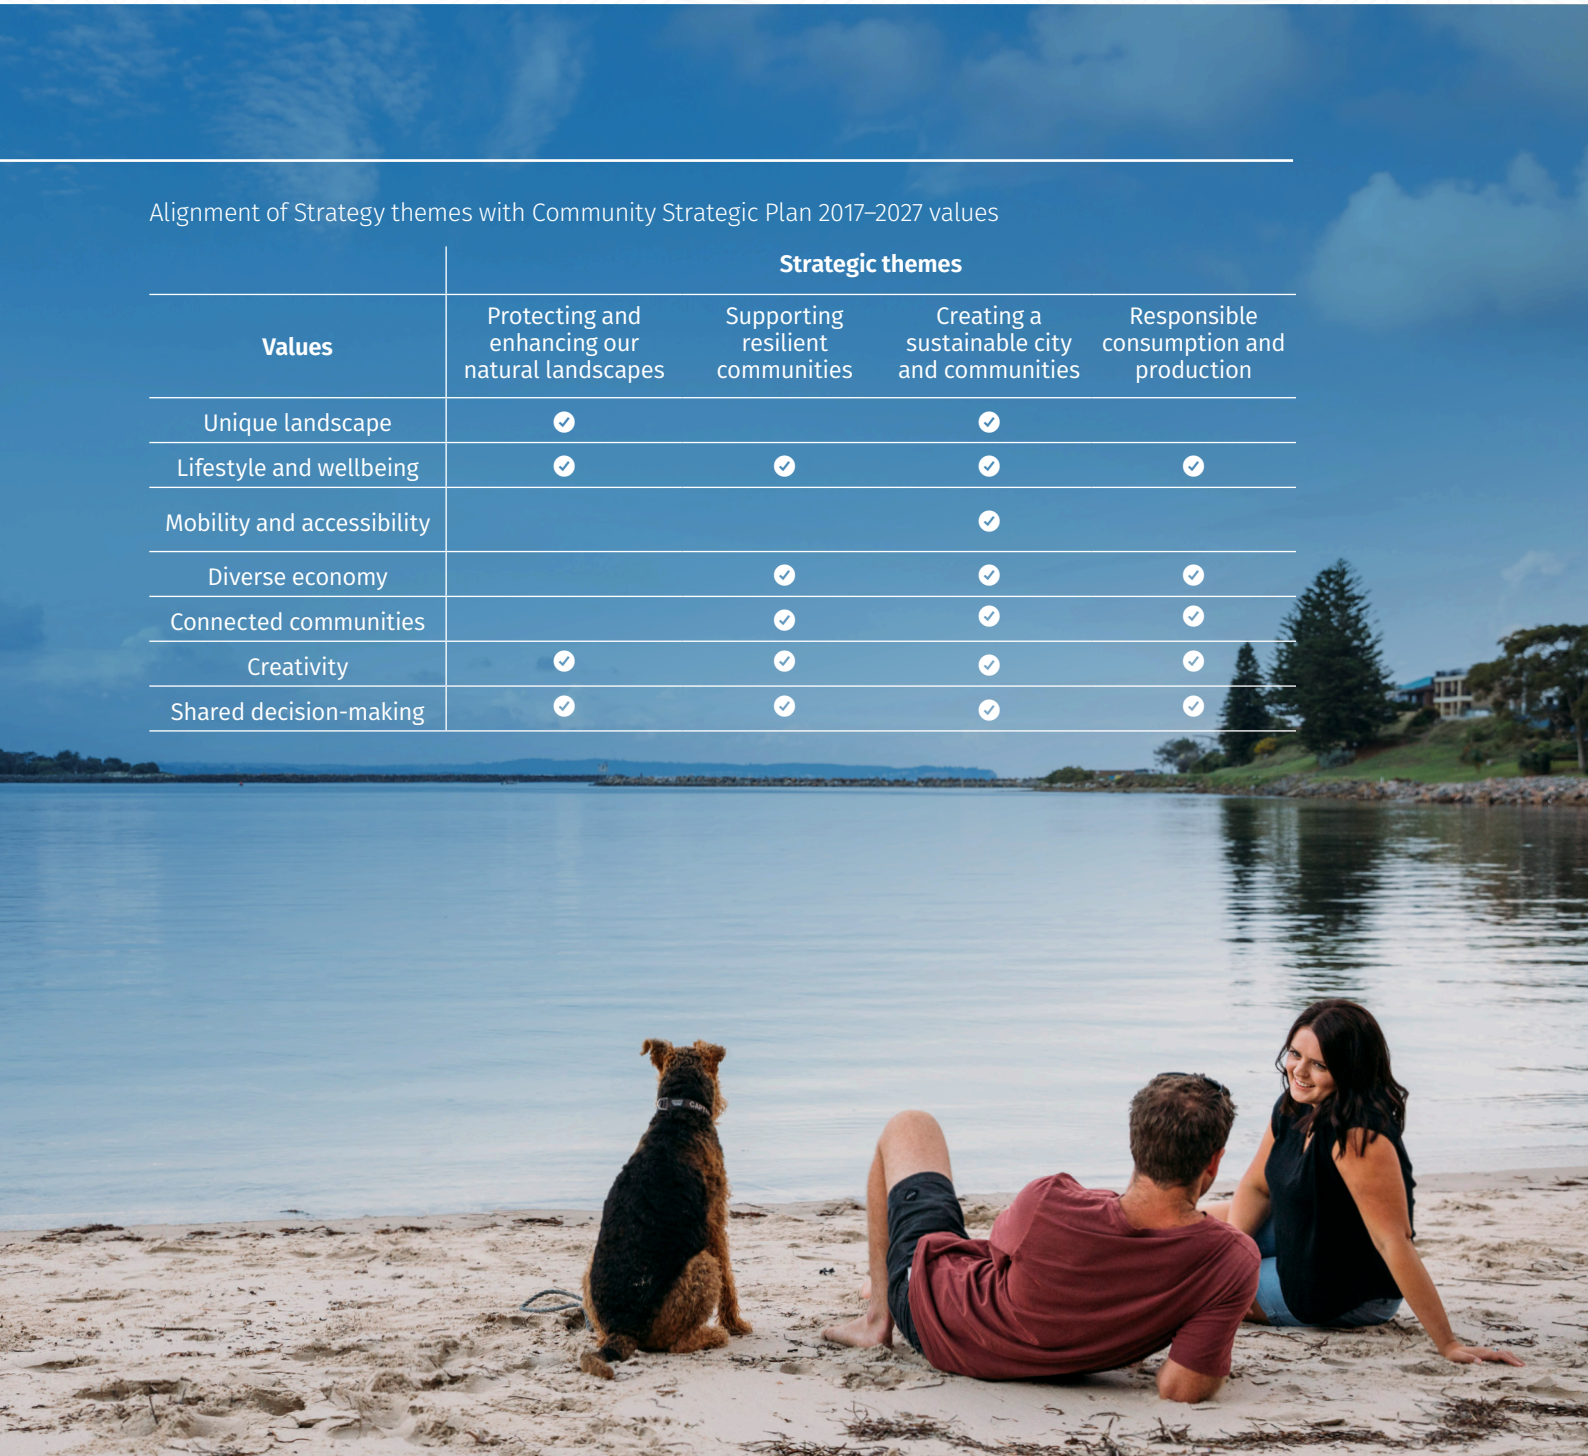 Alignment of Strategy themes with Community Strategic Plan 2017–2027 values
Strategic themes
Values
Protecting and
enhancing our
natural landscapes
Supporting
resilient
communities
Creating a
sustainable city
and communities
Responsible
consumption and
production
Unique landscape
Lifestyle and wellbeing
Mobility and accessibility
Diverse economy
Connected communities
Creativity
Shared decision-making